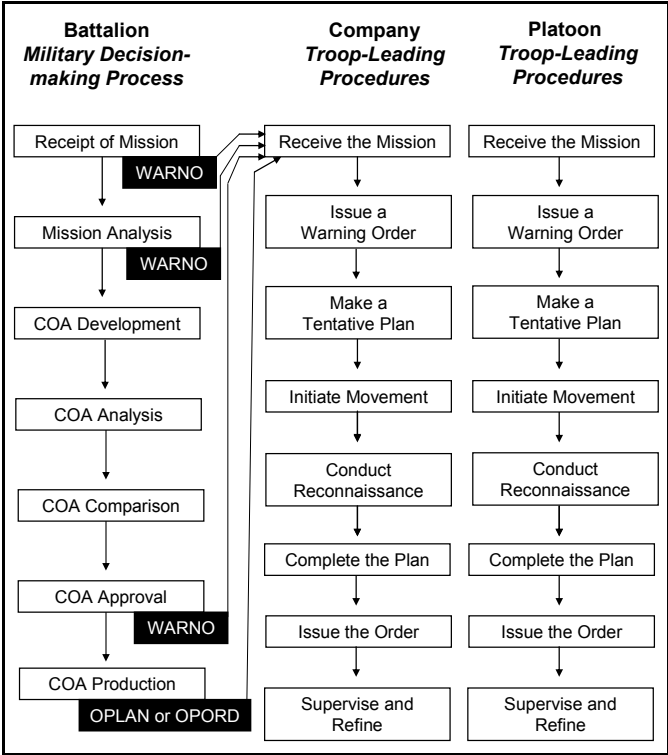 Battalion
Military Decision-
making Process
Receipt of Mission
WARNO
Mission Analysis
WARNO
COA Development
COA Analysis
COA Comparison
COA Approval
WARNO
COA Production
OPLAN or OPORD
Company
Troop-Leading
Procedures
Receive the Mission
Issue a
Warning Order
Make a
Tentative Plan
Initiate Movement
Conduct
Reconnaissance
Complete the Plan
Issue the Order
Supervise and
Refine
Platoon
Troop-Leading
Procedures
Receive the Mission
Issue a
Warning Order
Make a
Tentative Plan
Initiate Movement
Conduct
Reconnaissance
Complete the Plan
Issue the Order
Supervise and
Refine